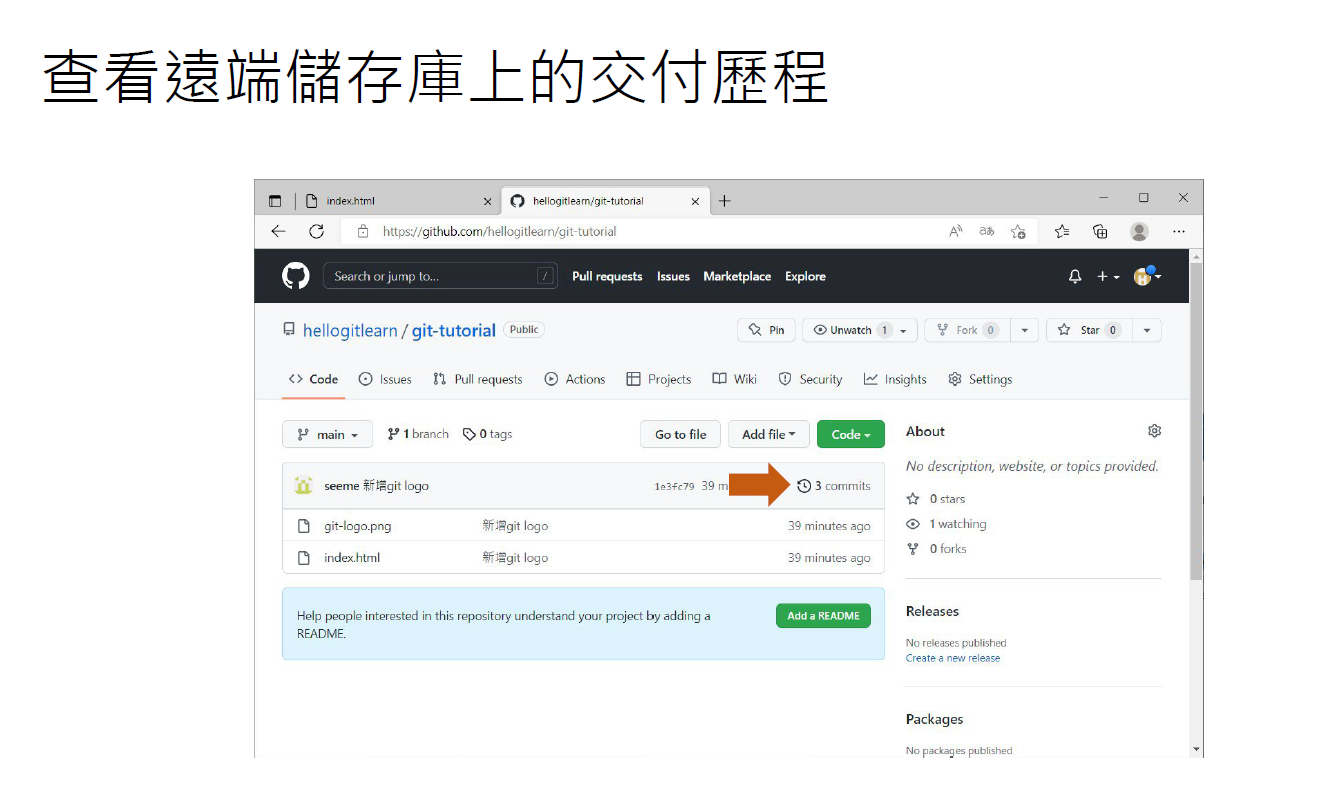 查看遠端儲存庫上的交付歷程
index.html
hellogitlearn/git-tutorial
https://github.com/hellogitlearn/git-tutorial
Search or jump to...
/
Pull requests Issues Marketplace Explore
hellogitlearn / git-tutorial Public
Pin Unwatch 1 Fork 0 Star 0
Code Issues Pull requests Actions Projects Wiki Security Insights Settings
main 1 branch 0 tags Go to file Add file Code
seeme 新增git logo 1e3fc79 39 3 commits
git-logo.png 新增git logo 39 minutes ago
index.html 新增git logo 39 minutes ago
Help people interested in this repository understand your project by adding a
README.
Add a README
About
No description, website, or topics provided.
0 stars
1 watching
0 forks
Releases
No releases published
Create a new release
Packages
No packages published